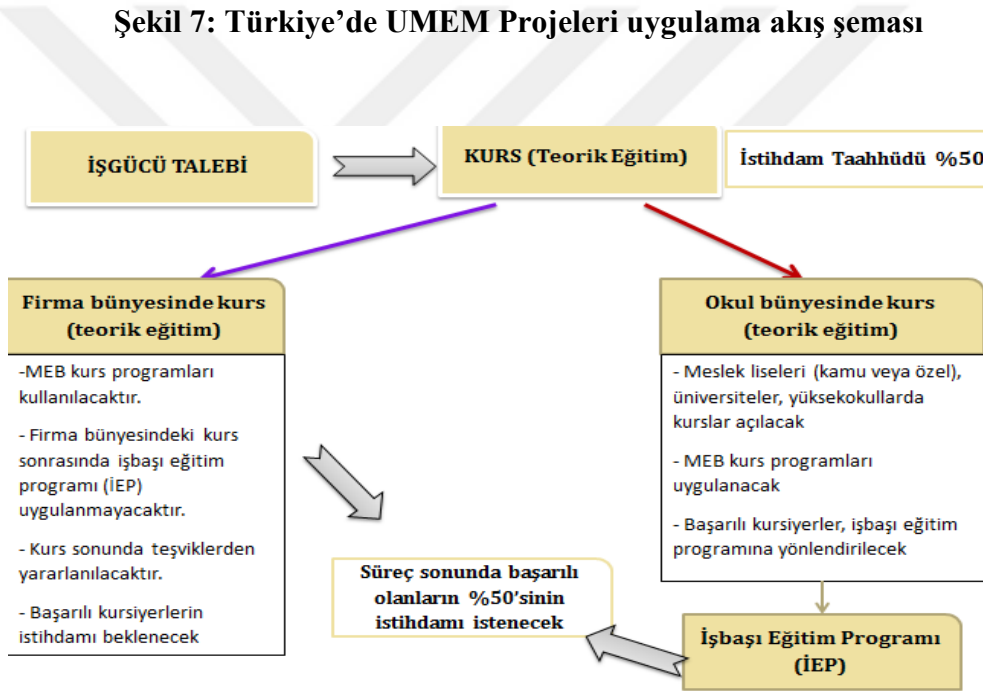 Şekil 7: Türkiye’de UMEM Projeleri uygulama akış şeması
İŞGÜCÜ TALEBİ
KURS (Teorik Eğitim)
İstihdam Taahhüdü %50
Firma bünyesinde kurs
(teorik eğitim)
-MEB kurs programları
kullanılacaktır.
- Firma bünyesindeki kurs
sonrasında işbaşı eğitim
programı (İEP)
uygulanmayacaktır.
- Kurs sonunda teşviklerden
yararlanılacaktır.
- Başarılı kursiyerlerin
istihdamı beklenecek
Okul bünyesinde kurs
(teorik eğitim)
- Meslek liseleri (kamu veya özel),
üniversiteler, yüksekokullarda
kurslar açılacak
- MEB kurs programları
uygulanacak
- Başarılı kursiyerler, işbaşı eğitim
programına yönlendirilecek
Süreç sonunda başarılı
olanların %50’sinin
istihdamı istenecek
İşbaşı Eğitim Programı
(İEP)